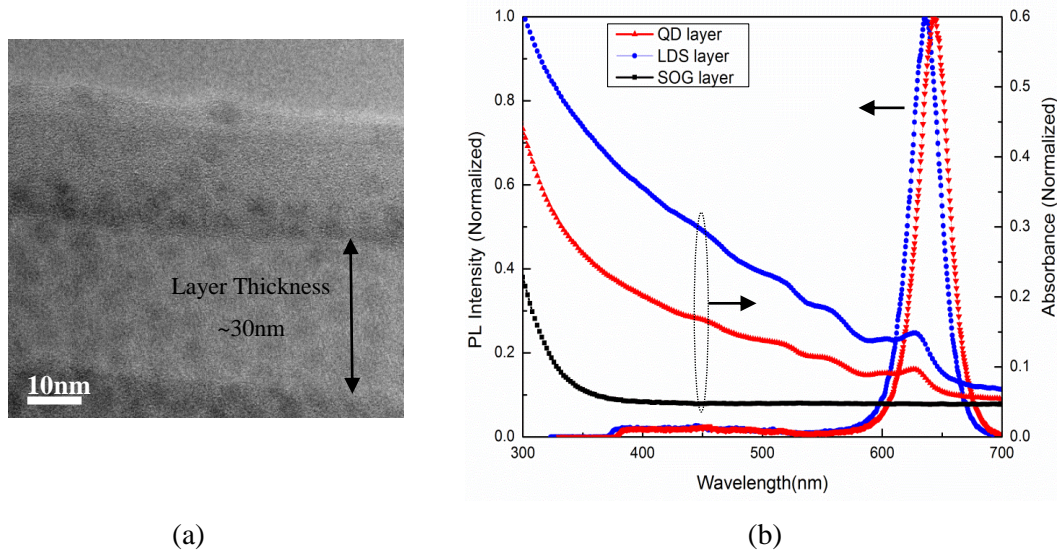 Layer Thickness
~30nm
10nm
(a)
QD layer
LDS layer
SOG layer
PL Intensity (Normalized)
1.0
0.8
0.6
0.4
0.2
0.0
Absorbance (Normalized)
0.6
0.5
0.4
0.3
0.2
0.1
0.0
300
400
500
600
700
Wavelength(nm)
(b)